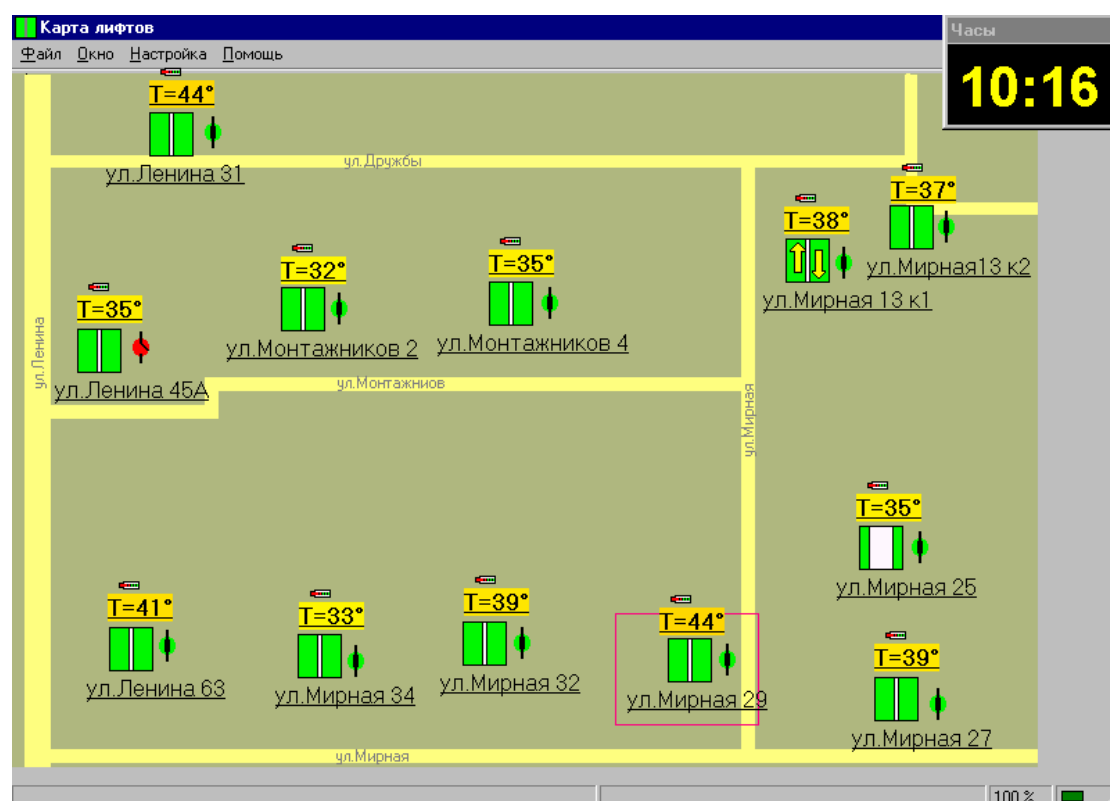 Карта лифтов
Часы
Файл Окно Настройка Помощь
10:16
T=44°
ул.Ленина 31
ул.Дружбы
T=37°
ул.Мирная13 к2
T=38°
ул.Мирная 13 к1
T=32°
ул.Монтажников 2
T=35°
ул.Монтажников 4
T=35°
ул.Ленина 45А
ул.Ленина
ул.Монтажниов
ул.Мирная
T=35°
ул.Мирная 25
T=41°
ул.Ленина 63
T=33°
ул.Мирная 34
T=39°
ул.Мирная 32
T=44°
ул.Мирная 29
T=39°
ул.Мирная 27
ул.Мирная
100 %